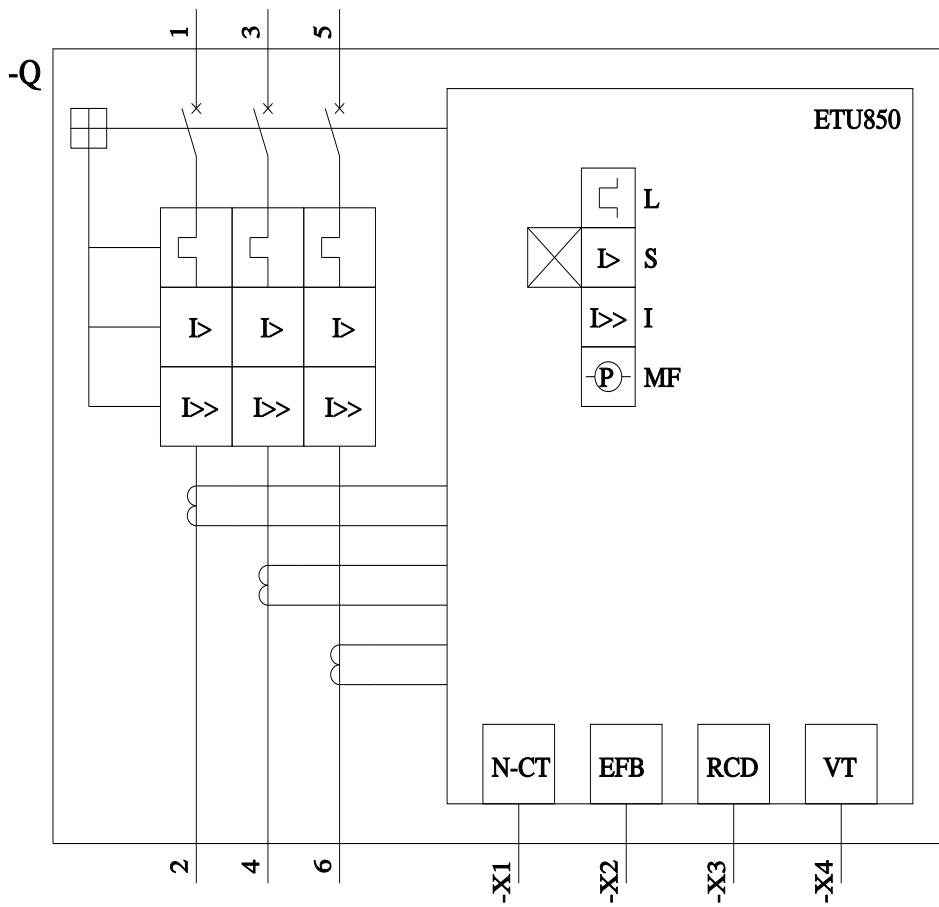 1 3 5
-Q
ETU850
L
I> S
I> I> I>
I>> I
P MF
I>> I>> I>>
N-CT EFB RCD VT
2 4 6
-X1 -X2 -X3 -X4